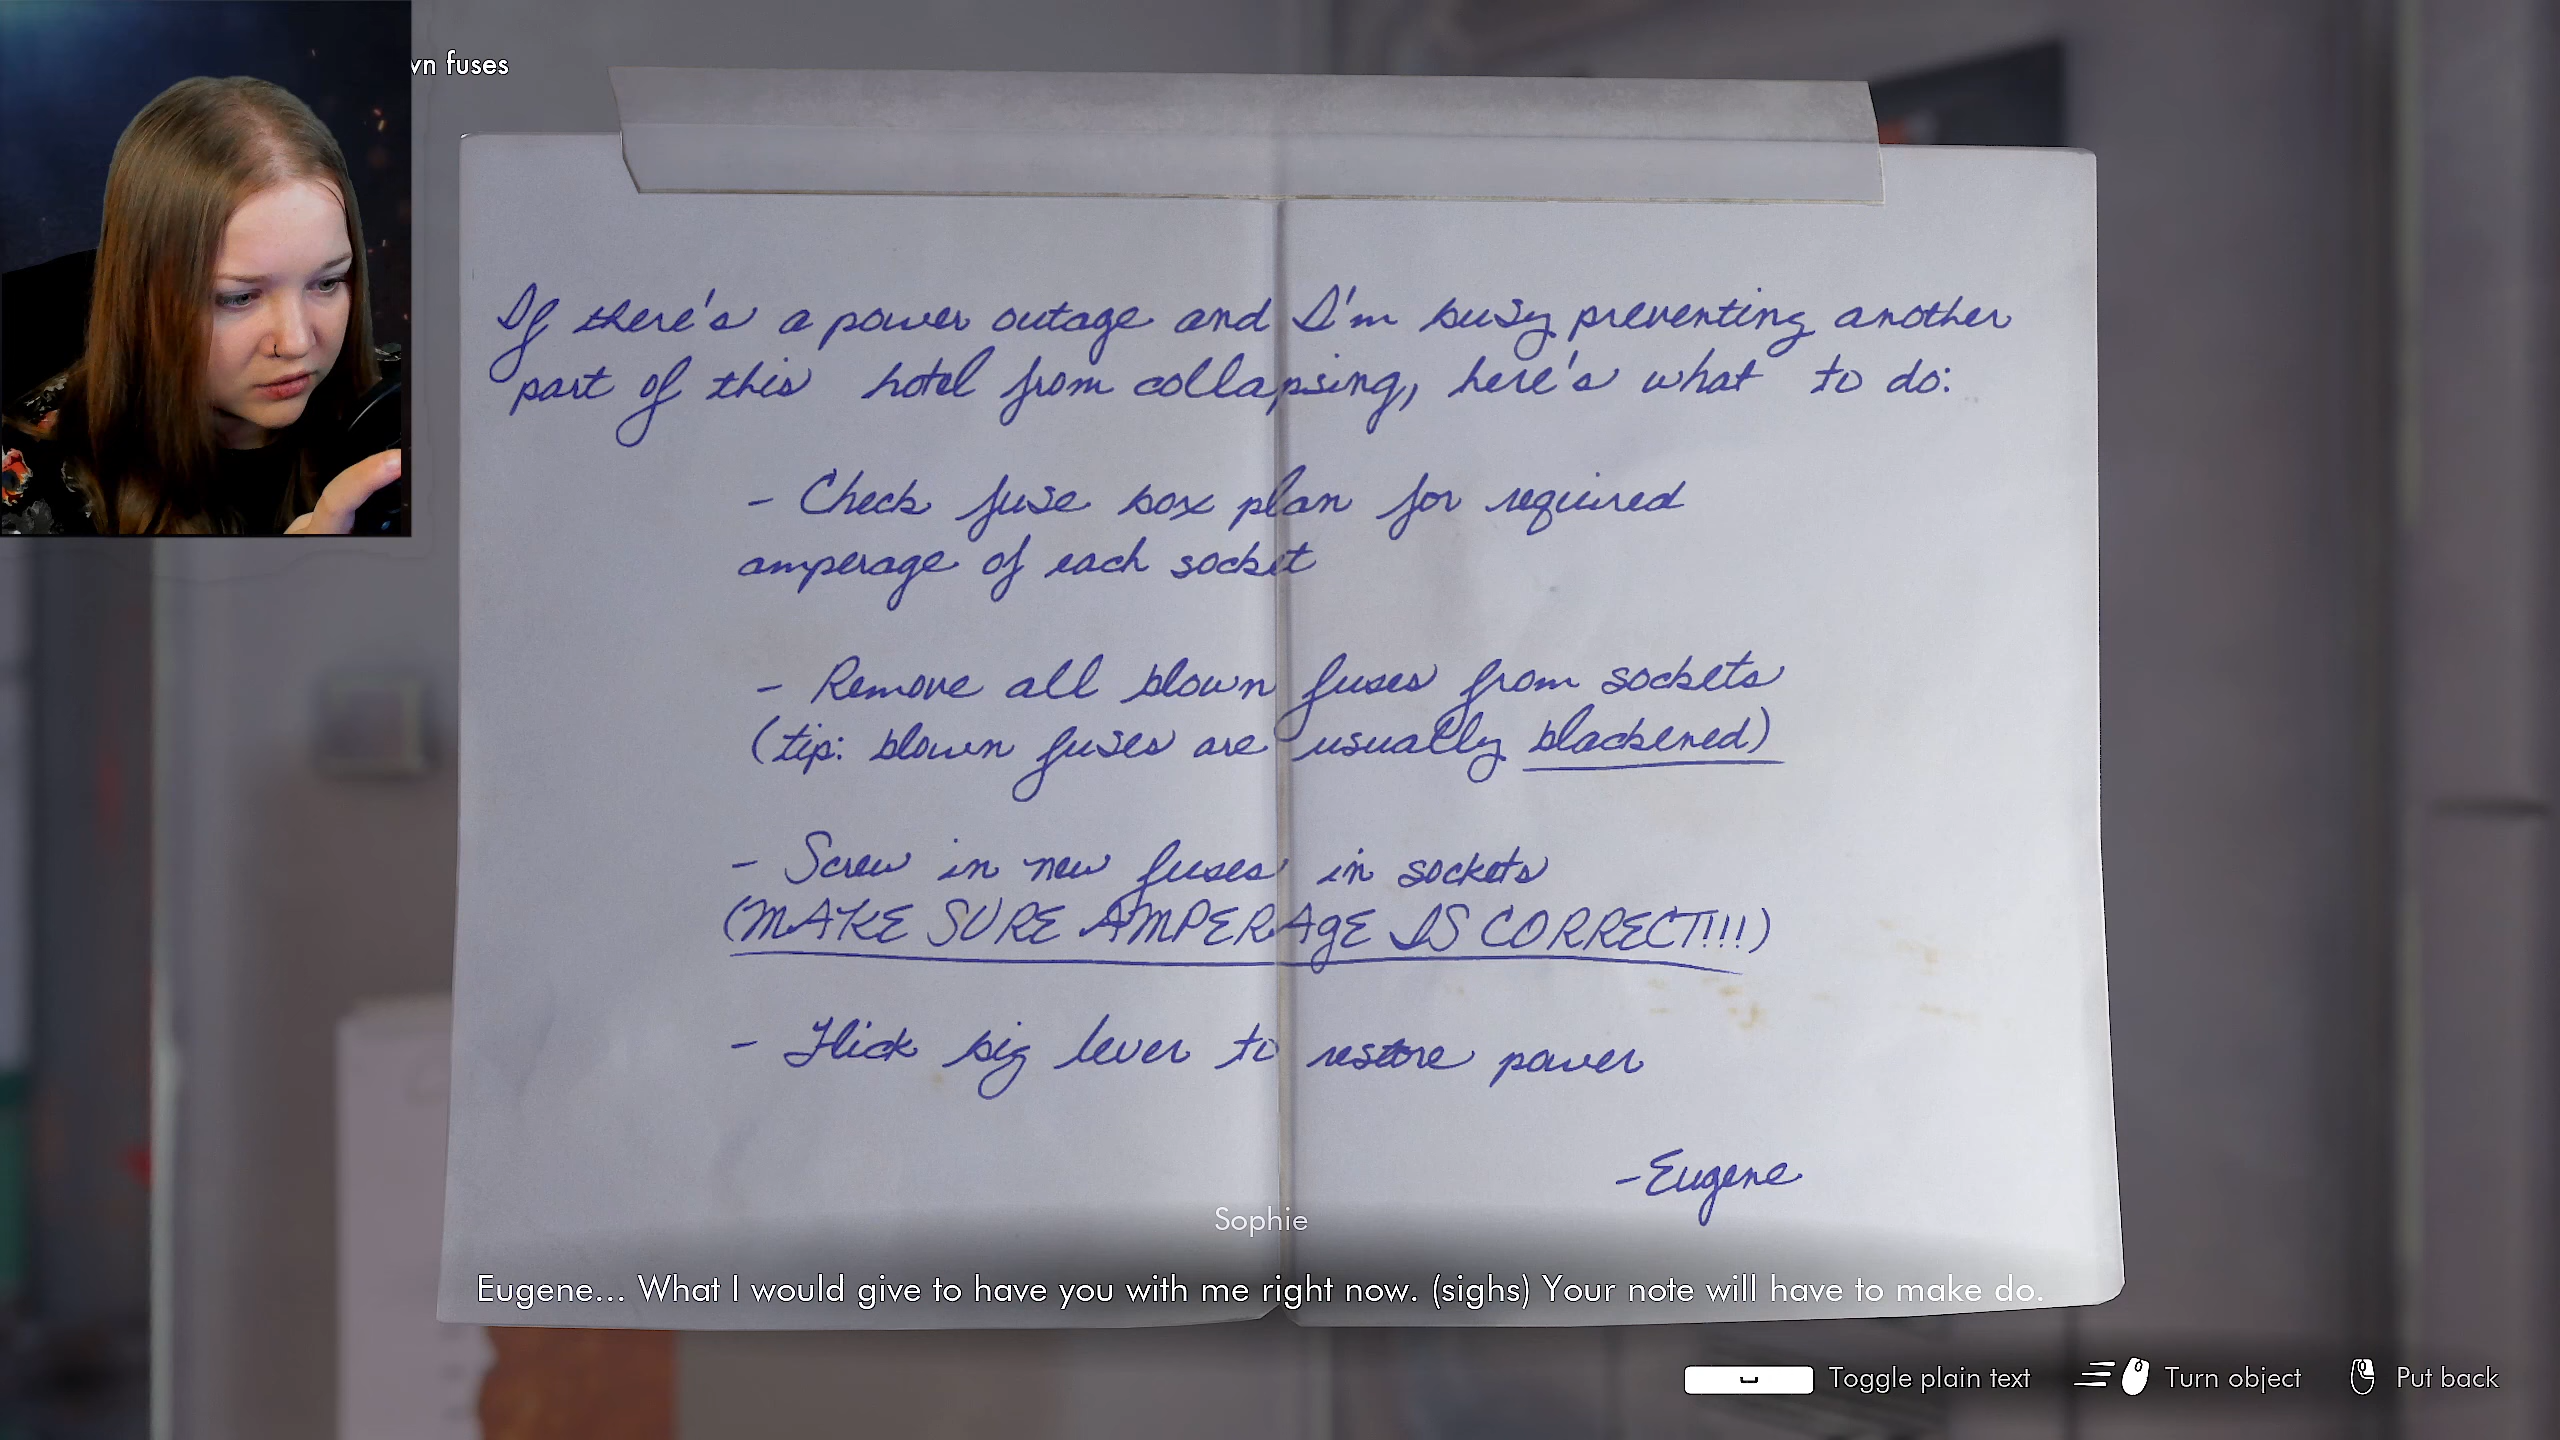 wn fuses
If there's a power outage and I'm busy preventing another
part of this hotel from collapsing, here's what to do:
- Check fuse box plan for required
amperage of each socket
- Remove all blown fuses from sockets
(tip: blown fuses are usually blackened)
- Screw in new fuses in sockets
(MAKE SURE AMPERAgE IS CORRECT!!!)
- Flick big lever to restore power
-Eugene
Sophie
Eugene... What I would give to have you with me right now. (sighs) Your note will have to make do.
Toggle plain text
Turn object
Put back